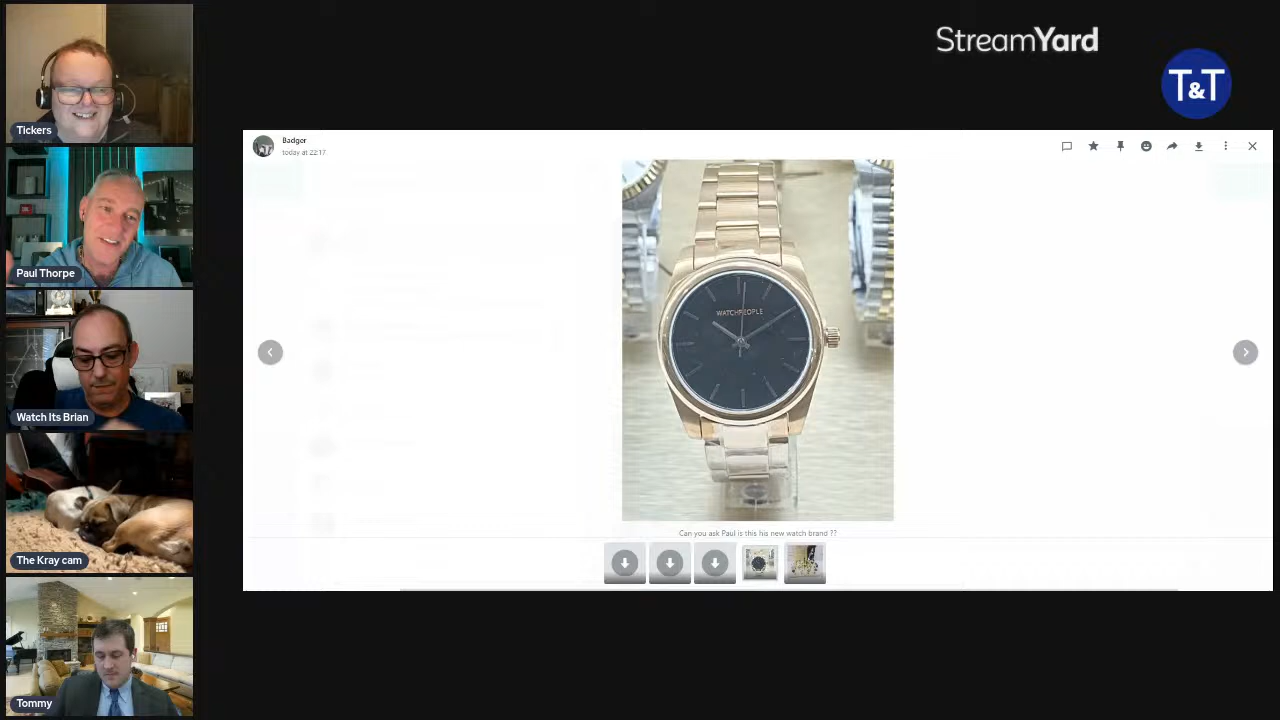 StreamYard
T&T
Tickers
Paul Thorpe
Watch Its Brian
The Kray cam
Tommy
Badger
today at 22:17
WATCHPEOPLE
Can you ask Paul is this his new watch brand ??